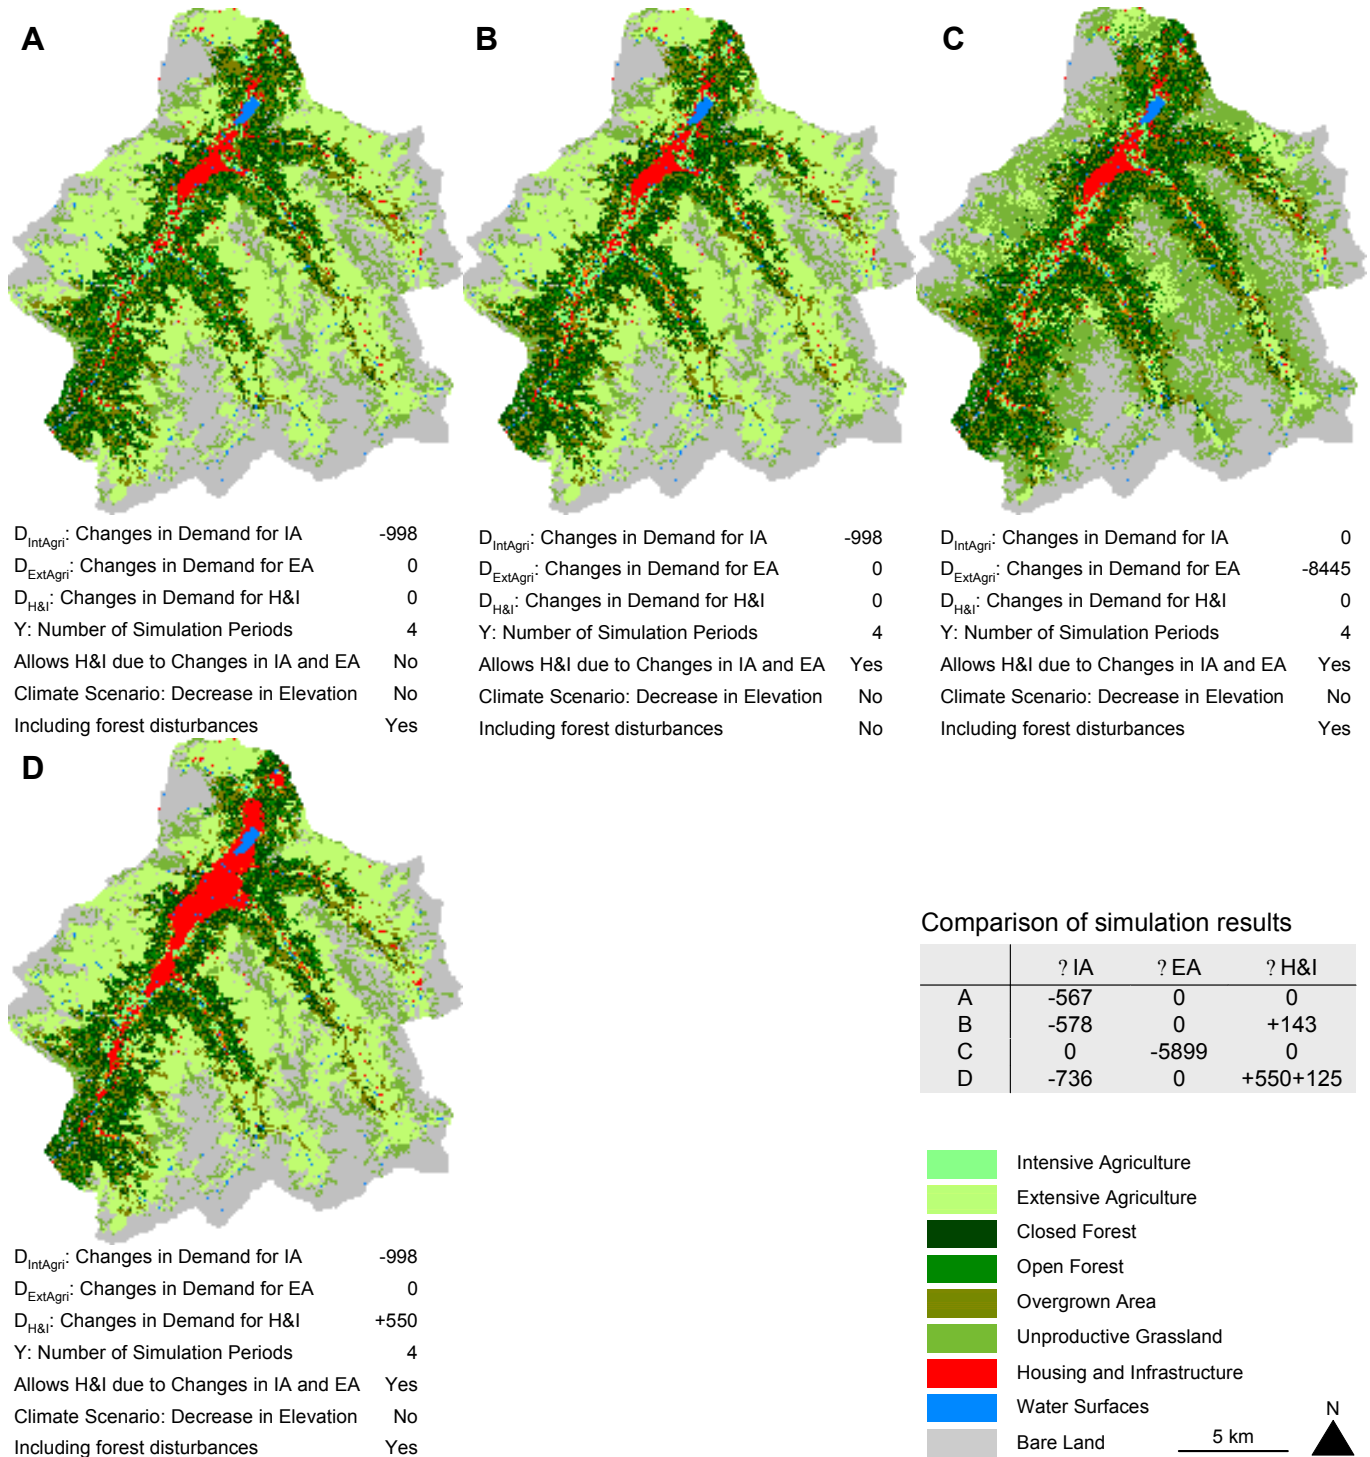 A
B
C
D_IntAgri: Changes in Demand for IA -998
D_ExtAgri: Changes in Demand for EA 0
D_H&I: Changes in Demand for H&I 0
Y: Number of Simulation Periods 4
Allows H&I due to Changes in IA and EA No
Climate Scenario: Decrease in Elevation No
Including forest disturbances Yes
D_IntAgri: Changes in Demand for IA -998
D_ExtAgri: Changes in Demand for EA 0
D_H&I: Changes in Demand for H&I 0
Y: Number of Simulation Periods 4
Allows H&I due to Changes in IA and EA Yes
Climate Scenario: Decrease in Elevation No
Including forest disturbances No
D_IntAgri: Changes in Demand for IA 0
D_ExtAgri: Changes in Demand for EA -8445
D_H&I: Changes in Demand for H&I 0
Y: Number of Simulation Periods 4
Allows H&I due to Changes in IA and EA Yes
Climate Scenario: Decrease in Elevation No
Including forest disturbances Yes
D
D_IntAgri: Changes in Demand for IA -998
D_ExtAgri: Changes in Demand for EA 0
D_H&I: Changes in Demand for H&I +550
Y: Number of Simulation Periods 4
Allows H&I due to Changes in IA and EA Yes
Climate Scenario: Decrease in Elevation No
Including forest disturbances Yes
Comparison of simulation results
? IA ? EA ? H&I
A -567 0 0
B -578 0 +143
C 0 -5899 0
D -736 0 +550+125
Intensive Agriculture
Extensive Agriculture
Closed Forest
Open Forest
Overgrown Area
Unproductive Grassland
Housing and Infrastructure
Water Surfaces
Bare Land
5 km
N